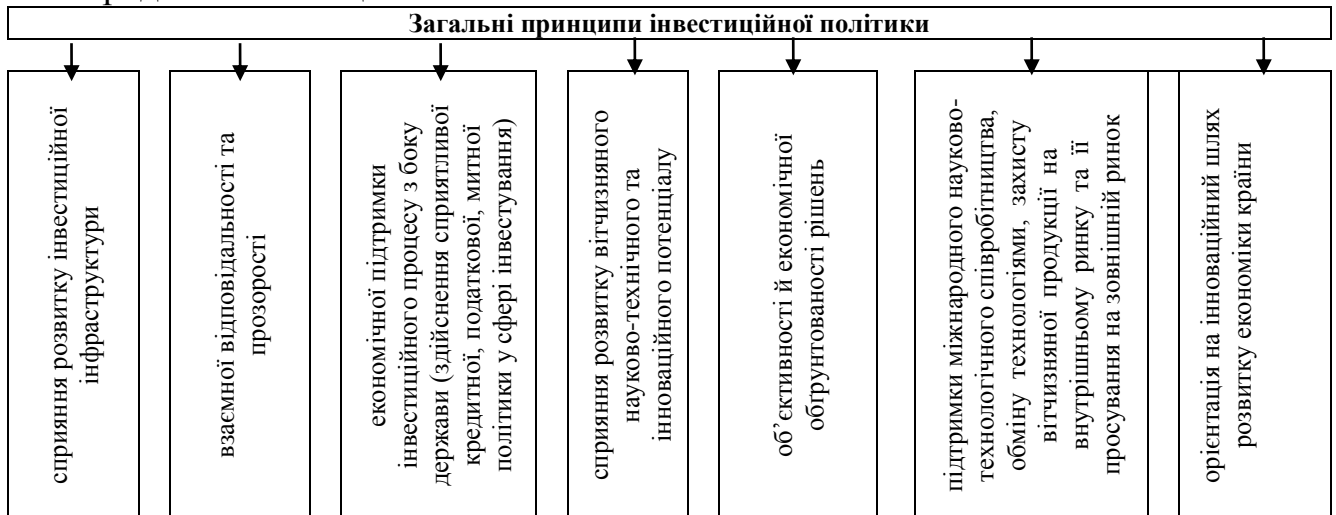 Загальні принципи інвестиційної політики
сприяння розвитку інвестиційної
інфраструктури
взаємної відповідальності та
прозорості
економічної підтримки
інвестиційного процесу з боку
держави (здійснення сприятливої
кредитної, податкової, митної
політики у сфері інвестування)
сприяння розвитку вітчизняного
науково-технічного та
інноваційного потенціалу
об’єктивності й економічної
обґрунтованості рішень
підтримки міжнародного науково-
технологічного співробітництва,
обміну технологіями, захисту
вітчизняної продукції на
внутрішньому ринку та її
просування на зовнішній ринок
орієнтація на інноваційний шлях
розвитку економіки країни